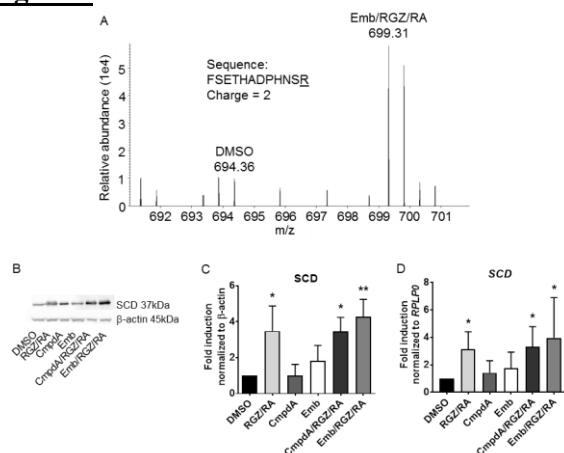 A
Emb/RGZ/RA
699.31
Sequence:
FSETHADPHNSR
Charge = 2
DMSO
694.36
Relative abundance (1e4)
5
4
3
2
1
0
692 693 694 695 696 697 698 699 700 701
m/z
B
SCD 37kDa
β-actin 45kDa
DMSO
RGZ/RA
CmpdA
Emb
CmpdA/RGZ/RA
Emb/RGZ/RA
C
SCD
Fold induction
normalized to β-actin
6
4
2
0
*
*
**
DMSO
RGZ/RA
CmpdA
Emb
CmpdA/RGZ/RA
Emb/RGZ/RA
D
SCD
Fold induction
normalized to RPLP0
8
6
4
2
0
*
*
*
DMSO
RGZ/RA
CmpdA
Emb
CmpdA/RGZ/RA
Emb/RGZ/RA